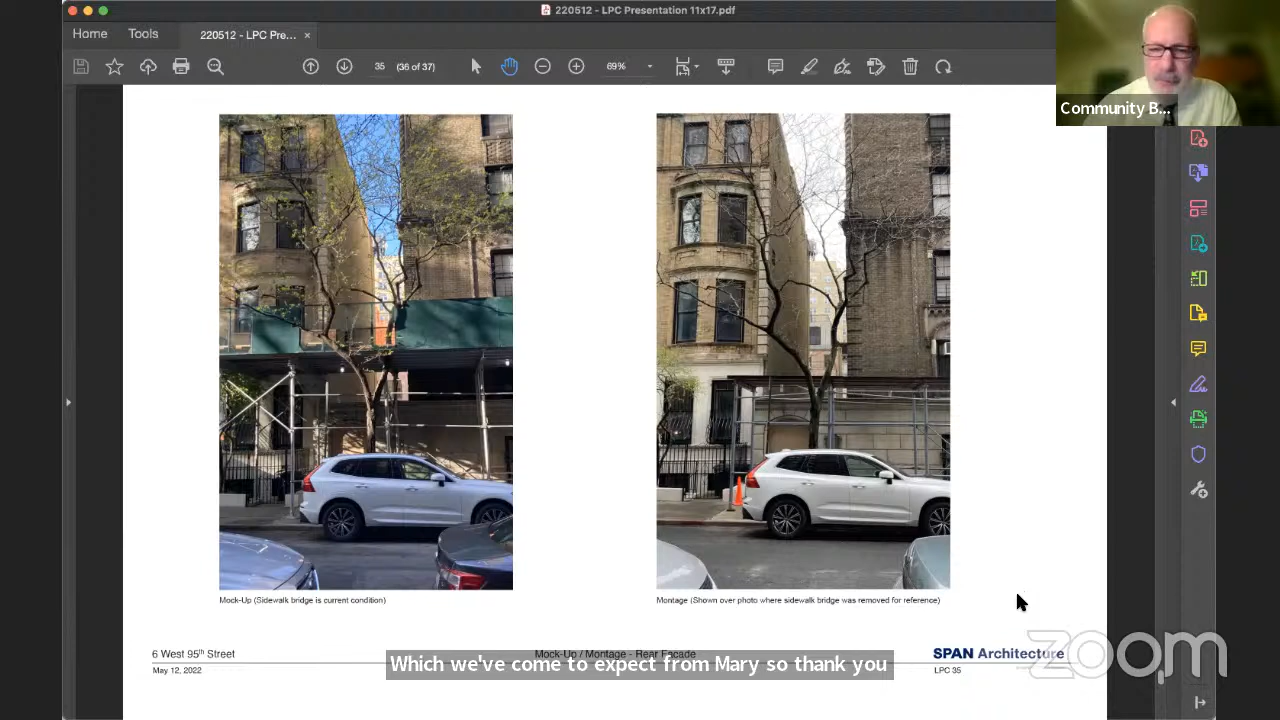 220512 - LPC Presentation 11x17.pdf
Home
Tools
220512 - LPC Pre... ×
35
(36 of 37)
69%
Community B...
Mock-Up (Sidewalk bridge is current condition)
Montage (Shown over photo where sidewalk bridge was removed for reference)
6 West 95th Street
Mock-Up / Montage - Rear Facade
SPAN Architecture
May 12, 2022
LPC 35
Which we've come to expect from Mary so thank you
zoom